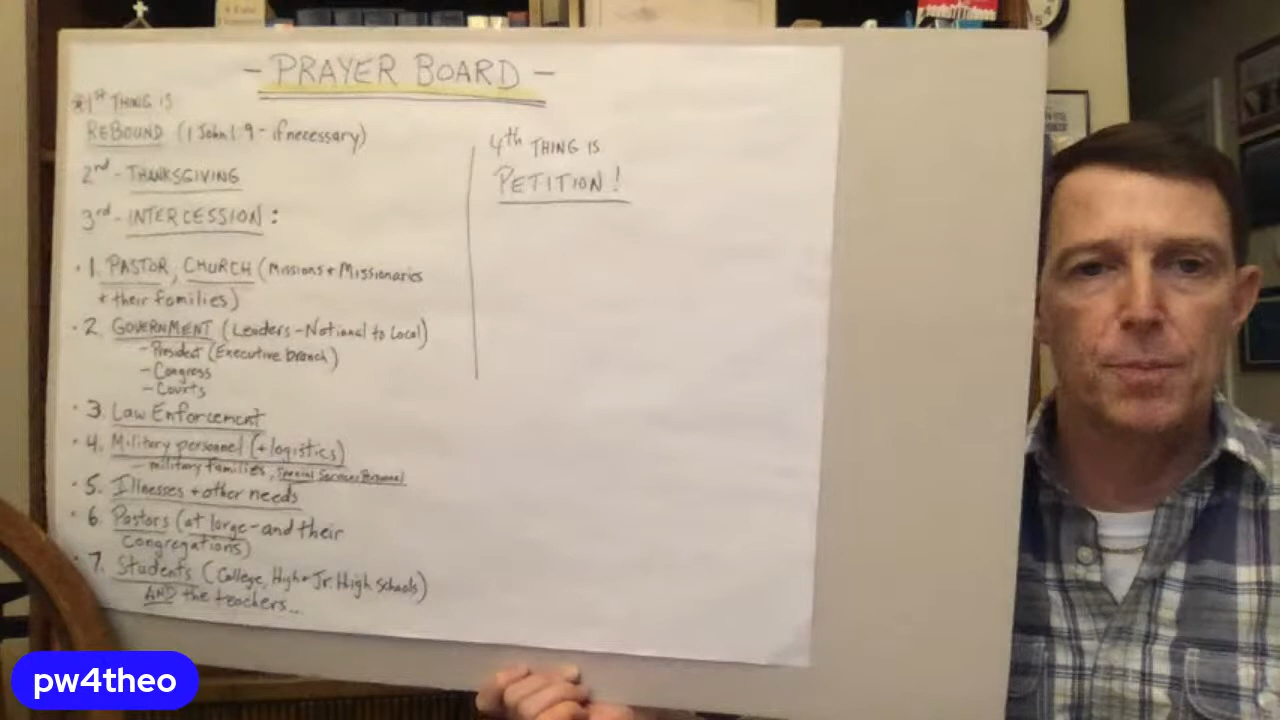 - PRAYER BOARD -
*1st THING IS
REBOUND (1 John 1:9 - if necessary)
2nd - THANKSGIVING
3rd - INTERCESSION:
• 1. PASTOR, CHURCH (Missions + Missionaries
+ their families)
• 2. GOVERNMENT (Leaders - National to Local)
- President (Executive branch)
- Congress
- Courts
• 3. Law Enforcement
• 4. Military personnel (+ logistics)
- military families, Special Services Personnel
• 5. Illnesses + other needs
• 6. Pastors (at large - and their
congregations)
• 7. Students (College, High + Jr. High schools)
AND the teachers...
4th THING IS
PETITION!
pw4theo